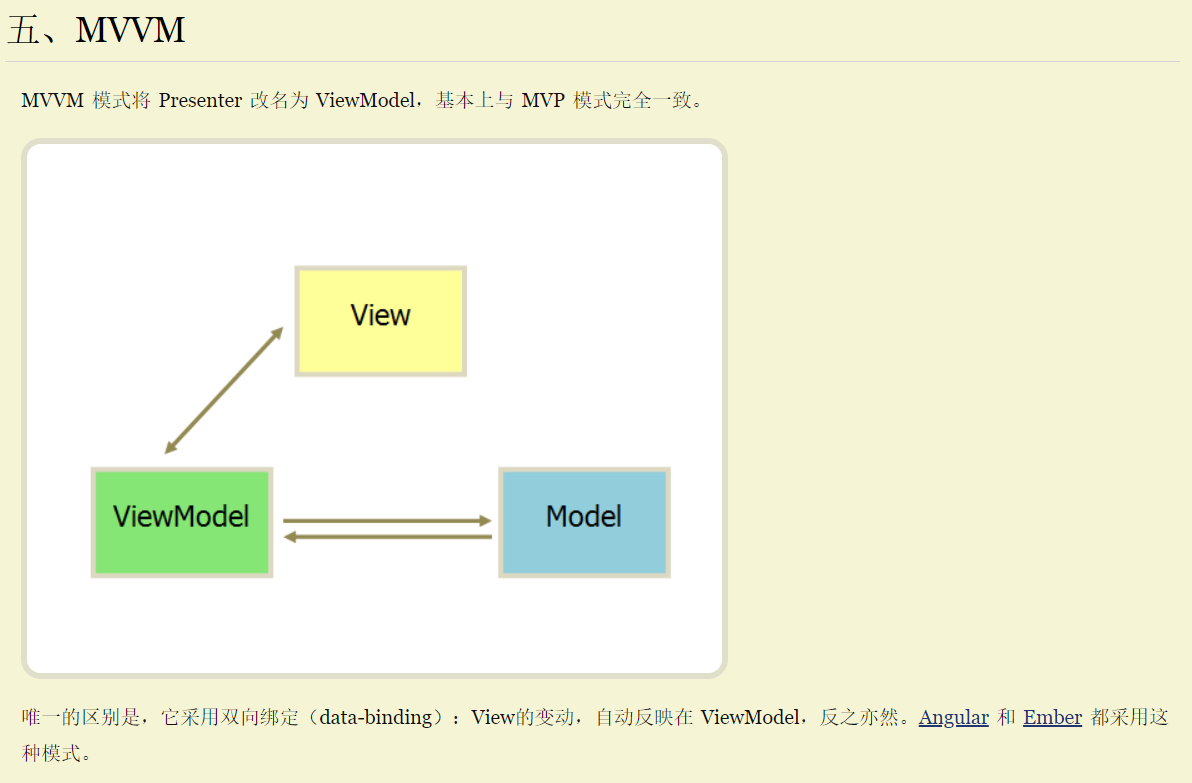 五、MVVM
MVVM 模式将 Presenter 改名为 ViewModel，基本上与 MVP 模式完全一致。
View
ViewModel
Model
唯一的区别是，它采用双向绑定（data-binding）：View的变动，自动反映在 ViewModel，反之亦然。Angular 和 Ember 都采用这
种模式。